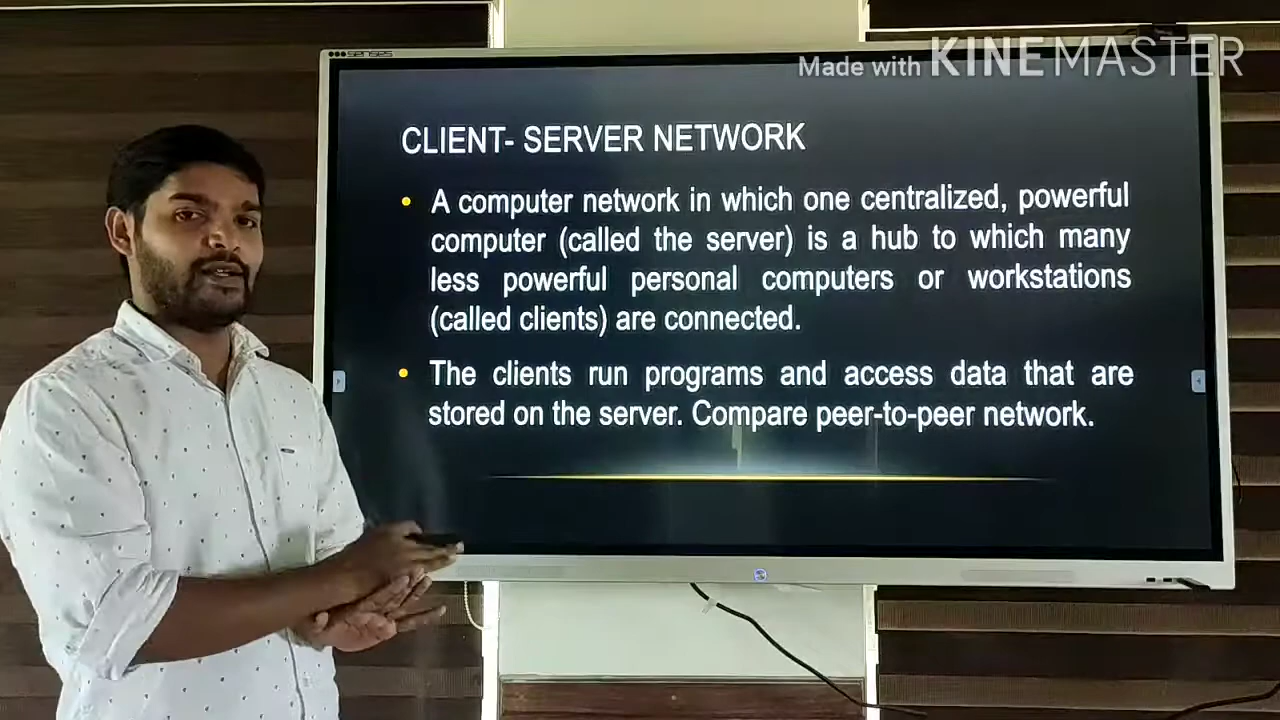 Made with KINEMASTER
CLIENT- SERVER NETWORK
• A computer network in which one centralized, powerful
computer (called the server) is a hub to which many
less powerful personal computers or workstations
(called clients) are connected.
• The clients run programs and access data that are
stored on the server. Compare peer-to-peer network.